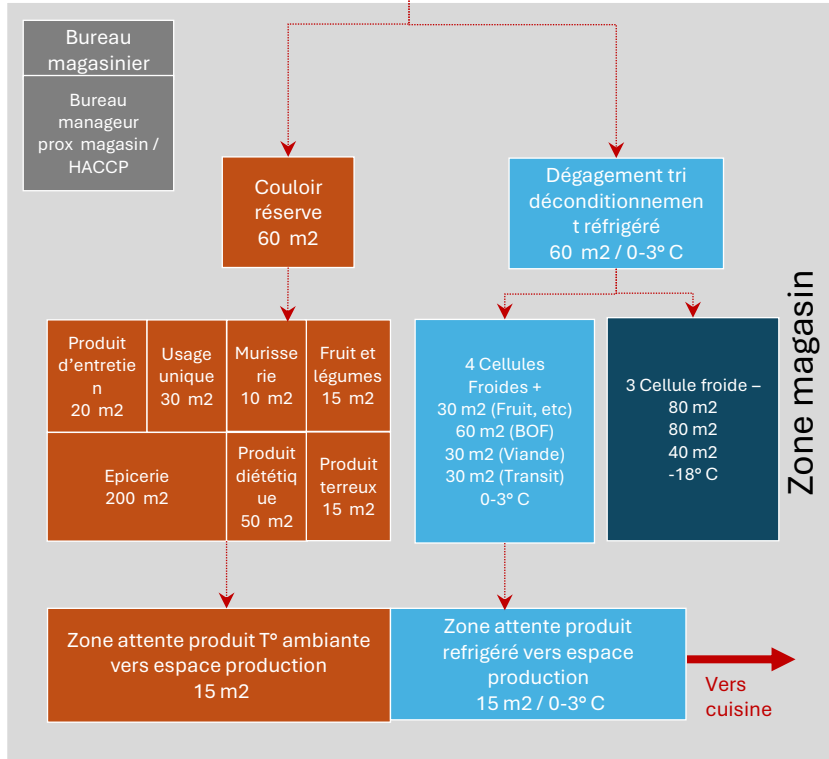 Bureau
magasinier
Bureau
manageur
prox magasin /
HACCP
Couloir
réserve
60 m2
Dégagement tri
déconditionnemen
t réfrigéré
60 m2 / 0-3° C
Produit
d'entretie
n
20 m2
Usage
unique
30 m2
Murisse
rie
10 m2
Fruit et
légumes
15 m2
Epicerie
200 m2
Produit
diététiq
ue
50 m2
Produit
terreux
15 m2
4 Cellules
Froides +
30 m2 (Fruit, etc)
60 m2 (BOF)
30 m2 (Viande)
30 m2 (Transit)
0-3° C
3 Cellule froide –
80 m2
80 m2
40 m2
-18° C
Zone magasin
Zone attente produit T° ambiante
vers espace production
15 m2
Zone attente produit
refrigéré vers espace
production
15 m2 / 0-3° C
Vers
cuisine